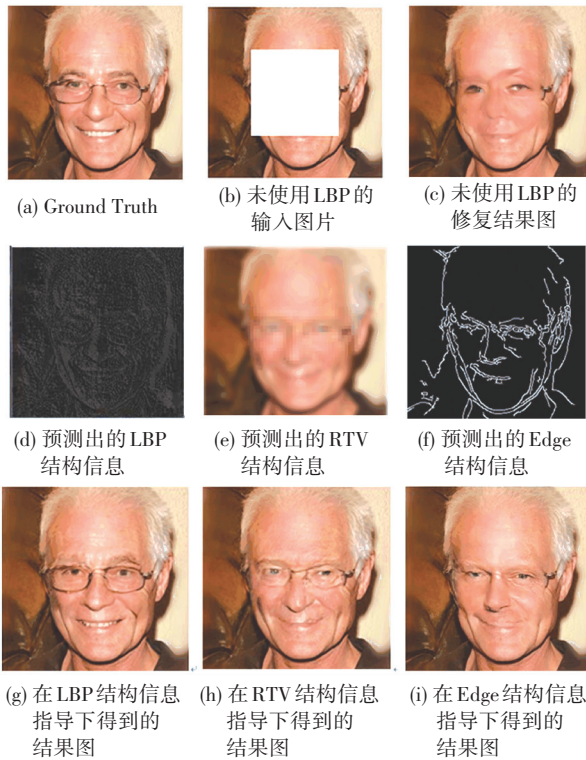 (a) Ground Truth
(b) 未使用LBP的
输入图片
(c) 未使用LBP的
修复结果图
(d) 预测出的LBP
结构信息
(e) 预测出的RTV
结构信息
(f) 预测出的Edge
结构信息
(g) 在LBP结构信息
指导下得到的
结果图
(h) 在RTV结构信息
指导下得到的
结果图
(i) 在Edge结构信息
指导下得到的
结果图